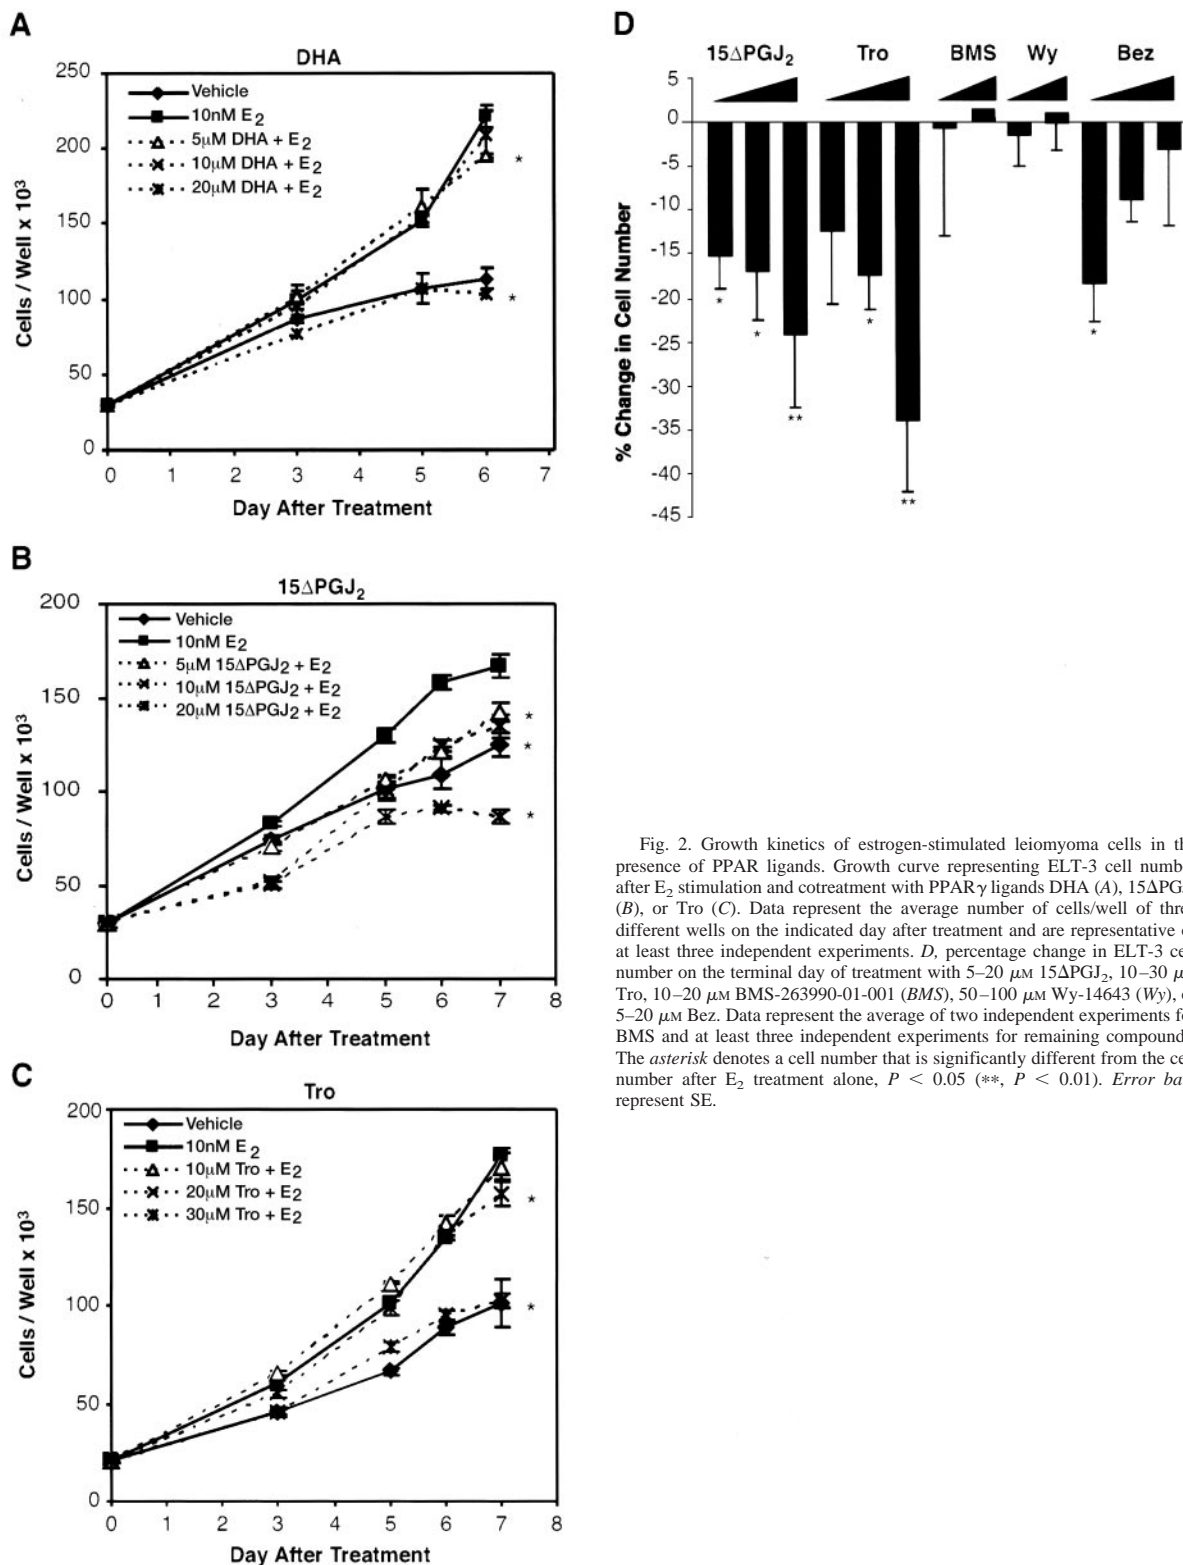 A
DHA
Cells / Well x 10³
250
200
150
100
50
0
Vehicle
10nM E₂
5μM DHA + E₂
10μM DHA + E₂
20μM DHA + E₂
*
*
0 1 2 3 4 5 6 7
Day After Treatment
B
15ΔPGJ₂
Cells / Well x 10³
200
150
100
50
0
Vehicle
10nM E₂
5μM 15ΔPGJ₂ + E₂
10μM 15ΔPGJ₂ + E₂
20μM 15ΔPGJ₂ + E₂
*
*
*
0 1 2 3 4 5 6 7 8
Day After Treatment
C
Tro
Cells / Well x 10³
200
150
100
50
0
Vehicle
10nM E₂
10μM Tro + E₂
20μM Tro + E₂
30μM Tro + E₂
*
*
0 1 2 3 4 5 6 7 8
Day After Treatment
D
15ΔPGJ₂ Tro BMS Wy Bez
% Change in Cell Number
5
0
-5
-10
-15
-20
-25
-30
-35
-40
-45
* * ** * ** *
Fig. 2. Growth kinetics of estrogen-stimulated leiomyoma cells in th
presence of PPAR ligands. Growth curve representing ELT-3 cell number
after E₂ stimulation and cotreatment with PPARγ ligands DHA (A), 15ΔPG
(B), or Tro (C). Data represent the average number of cells/well of thre
different wells on the indicated day after treatment and are representative
at least three independent experiments. D, percentage change in ELT-3 ce
number on the terminal day of treatment with 5–20 μM 15ΔPGJ₂, 10–30 μ
Tro, 10–20 μM BMS-263990-01-001 (BMS), 50–100 μM Wy-14643 (Wy),
5–20 μM Bez. Data represent the average of two independent experiments f
BMS and at least three independent experiments for remaining compound
The asterisk denotes a cell number that is significantly different from the ce
number after E₂ treatment alone, P < 0.05 (**, P < 0.01). Error ba
represent SE.